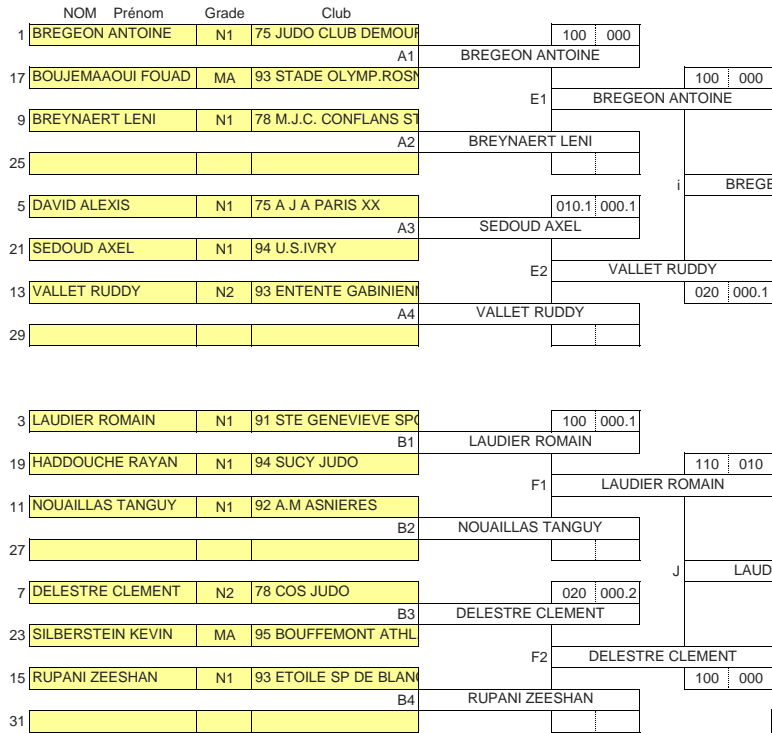 NOM Prénom Grade Club
1 BREGEON ANTOINE N1 75 JUDO CLUB DEMOUR 100 000
A1 BREGEON ANTOINE
17 BOUJEMAAOUI FOUAD MA 93 STADE OLYMP.ROSN 100 000
E1 BREGEON ANTOINE
9 BREYNAERT LENI N1 78 M.J.C. CONFLANS ST
A2 BREYNAERT LENI
25
i BREGE
5 DAVID ALEXIS N1 75 A J A PARIS XX 010.1 000.1
A3 SEDOUD AXEL
21 SEDOUD AXEL N1 94 U.S.IVRY
E2 VALLET RUDDY
13 VALLET RUDDY N2 93 ENTENTE GABINIENN 020 000.1
A4 VALLET RUDDY
29
3 LAUDIER ROMAIN N1 91 STE GENEVIEVE SPO 100 000.1
B1 LAUDIER ROMAIN
19 HADDOUCHE RAYAN N1 94 SUCY JUDO 110 010
F1 LAUDIER ROMAIN
11 NOUAILLAS TANGUY N1 92 A.M ASNIERES
B2 NOUAILLAS TANGUY
27
J LAUD
7 DELESTRE CLEMENT N2 78 COS JUDO 020 000.2
B3 DELESTRE CLEMENT
23 SILBERSTEIN KEVIN MA 95 BOUFFEMONT ATHL.
F2 DELESTRE CLEMENT
15 RUPANI ZEESHAN N1 93 ETOILE SP DE BLANC 100 000
B4 RUPANI ZEESHAN
31